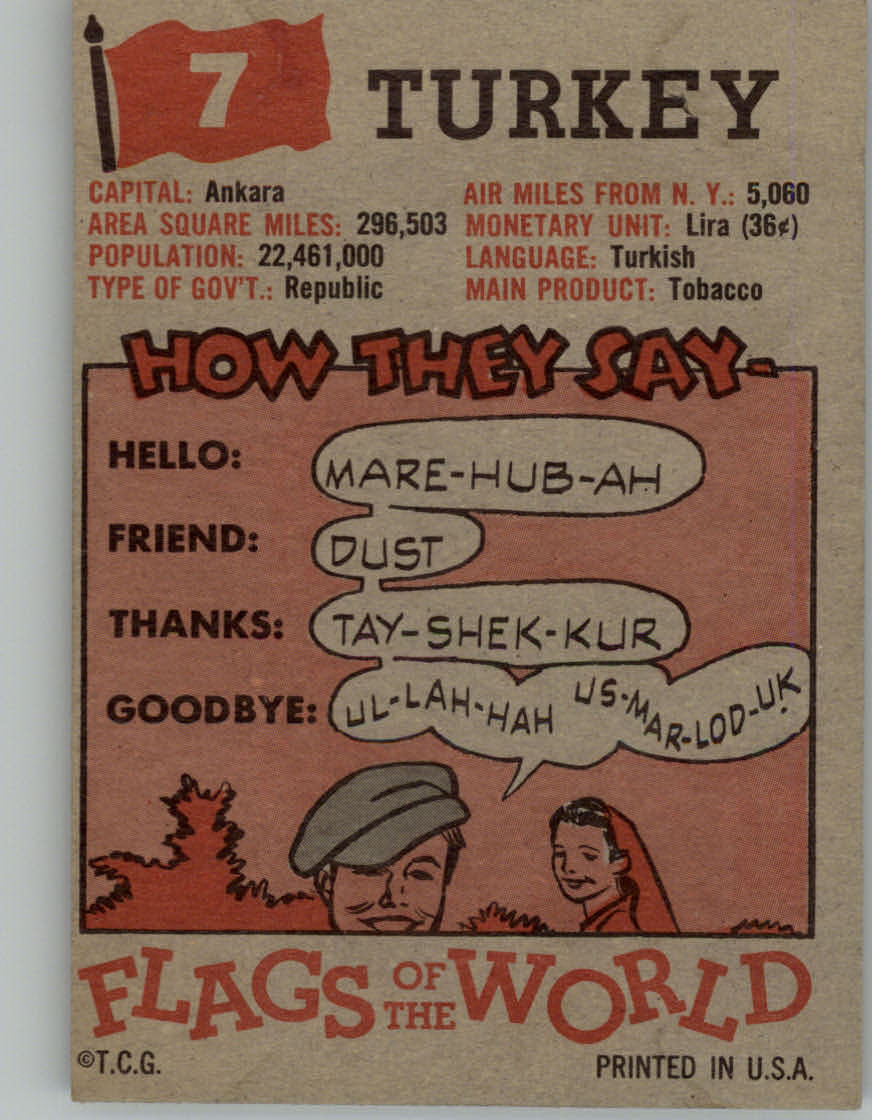 7 TURKEY
CAPITAL: Ankara
AREA SQUARE MILES: 296,503
POPULATION: 22,461,000
TYPE OF GOV'T.: Republic
AIR MILES FROM N. Y.: 5,060
MONETARY UNIT: Lira (36¢)
LANGUAGE: Turkish
MAIN PRODUCT: Tobacco
HOW THEY SAY-
HELLO: MARE-HUB-AH
FRIEND: DUST
THANKS: TAY-SHEK-KUR
GOODBYE: UL-LAH-HAH US-MAR-LOD-UK
FLAGS OF THE WORLD
©T.C.G. PRINTED IN U.S.A.